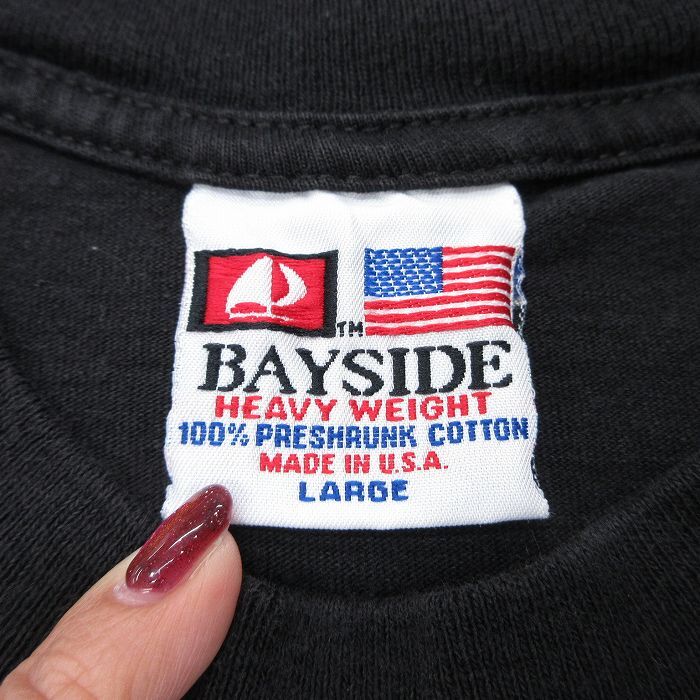 TM
BAYSIDE
HEAVY WEIGHT
100% PRESHRUNK COTTON
MADE IN U.S.A.
LARGE